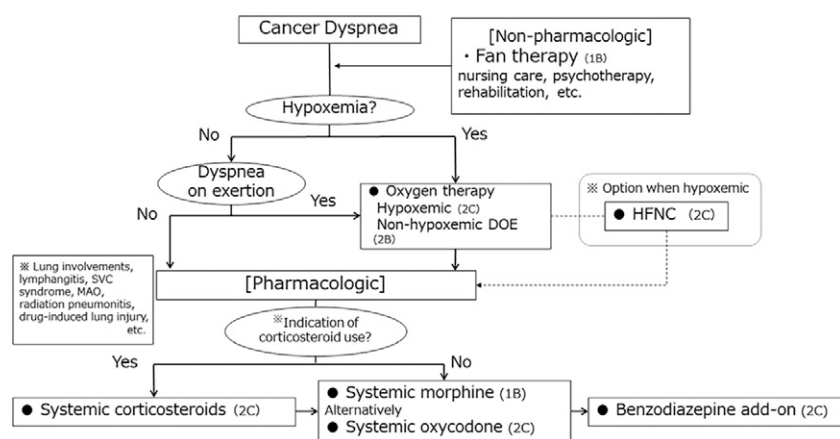 Cancer Dyspnea
[Non-pharmacologic]
・Fan therapy (1B)
nursing care, psychotherapy,
rehabilitation, etc.
Hypoxemia?
No
Yes
Dyspnea
on exertion
No
Yes
● Oxygen therapy
Hypoxemic (2C)
Non-hypoxemic DOE
(2B)
※ Option when hypoxemic
● HFNC (2C)
※ Lung involvements,
lymphangitis, SVC
syndrome, MAO,
radiation pneumonitis,
drug-induced lung injury,
etc.
[Pharmacologic]
※Indication of
corticosteroid use?
Yes
No
● Systemic corticosteroids (2C)
● Systemic morphine (1B)
Alternatively
● Systemic oxycodone (2C)
● Benzodiazepine add-on (2C)